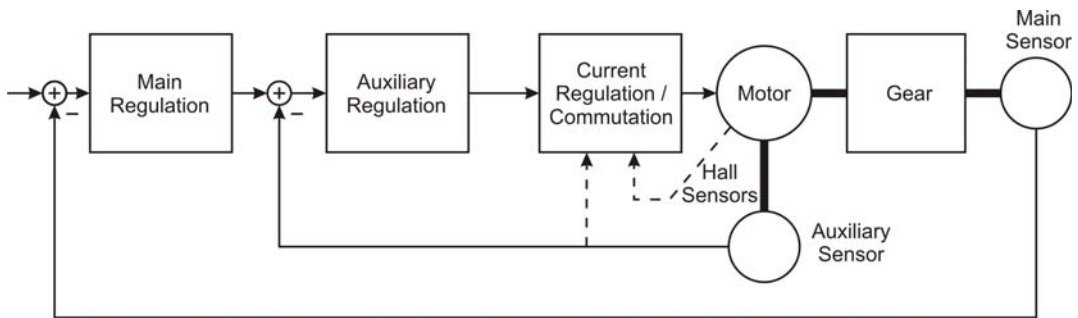 Main
Sensor
+
Main
Regulation
−
+
Auxiliary
Regulation
−
Current
Regulation /
Commutation
Motor
Gear
Hall
Sensors
Auxiliary
Sensor